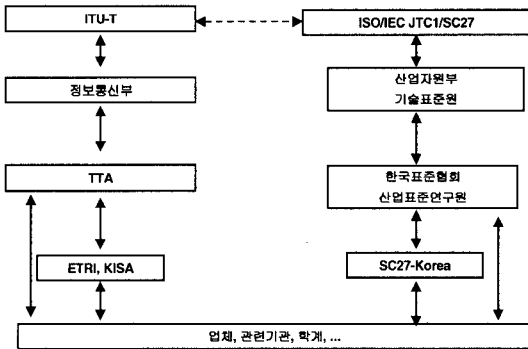 ITU-T
ISO/IEC JTC1/SC27
정보통신부
산업자원부
기술표준원
TTA
한국표준협회
산업표준연구원
ETRI, KISA
SC27-Korea
업체, 관련기관, 학계, ...